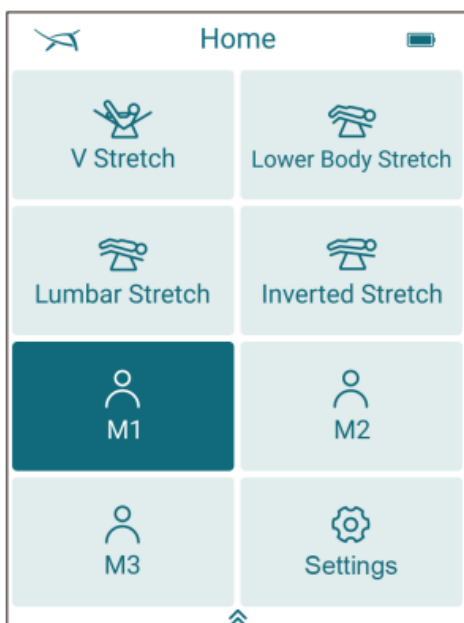 Home
V Stretch
Lower Body Stretch
Lumbar Stretch
Inverted Stretch
M1
M2
M3
Settings